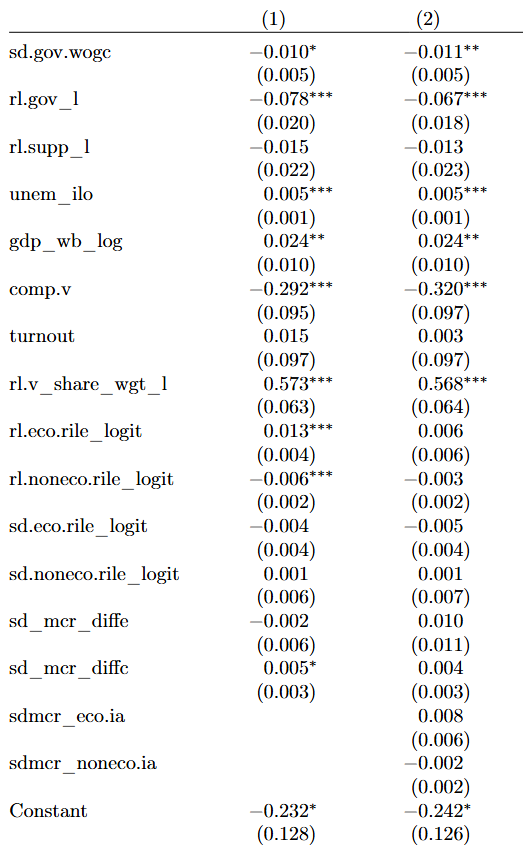 (1) (2)
sd.gov.wogc −0.010* −0.011**
(0.005) (0.005)
rl.gov_l −0.078*** −0.067***
(0.020) (0.018)
rl.supp_l −0.015 −0.013
(0.022) (0.023)
unem_ilo 0.005*** 0.005***
(0.001) (0.001)
gdp_wb_log 0.024** 0.024**
(0.010) (0.010)
comp.v −0.292*** −0.320***
(0.095) (0.097)
turnout 0.015 0.003
(0.097) (0.097)
rl.v_share_wgt_l 0.573*** 0.568***
(0.063) (0.064)
rl.eco.rile_logit 0.013*** 0.006
(0.004) (0.006)
rl.noneco.rile_logit −0.006*** −0.003
(0.002) (0.002)
sd.eco.rile_logit −0.004 −0.005
(0.004) (0.004)
sd.noneco.rile_logit 0.001 0.001
(0.006) (0.007)
sd_mcr_diffe −0.002 0.010
(0.006) (0.011)
sd_mcr_diffc 0.005* 0.004
(0.003) (0.003)
sdmcr_eco.ia 0.008
(0.006)
sdmcr_noneco.ia −0.002
(0.002)
Constant −0.232* −0.242*
(0.128) (0.126)